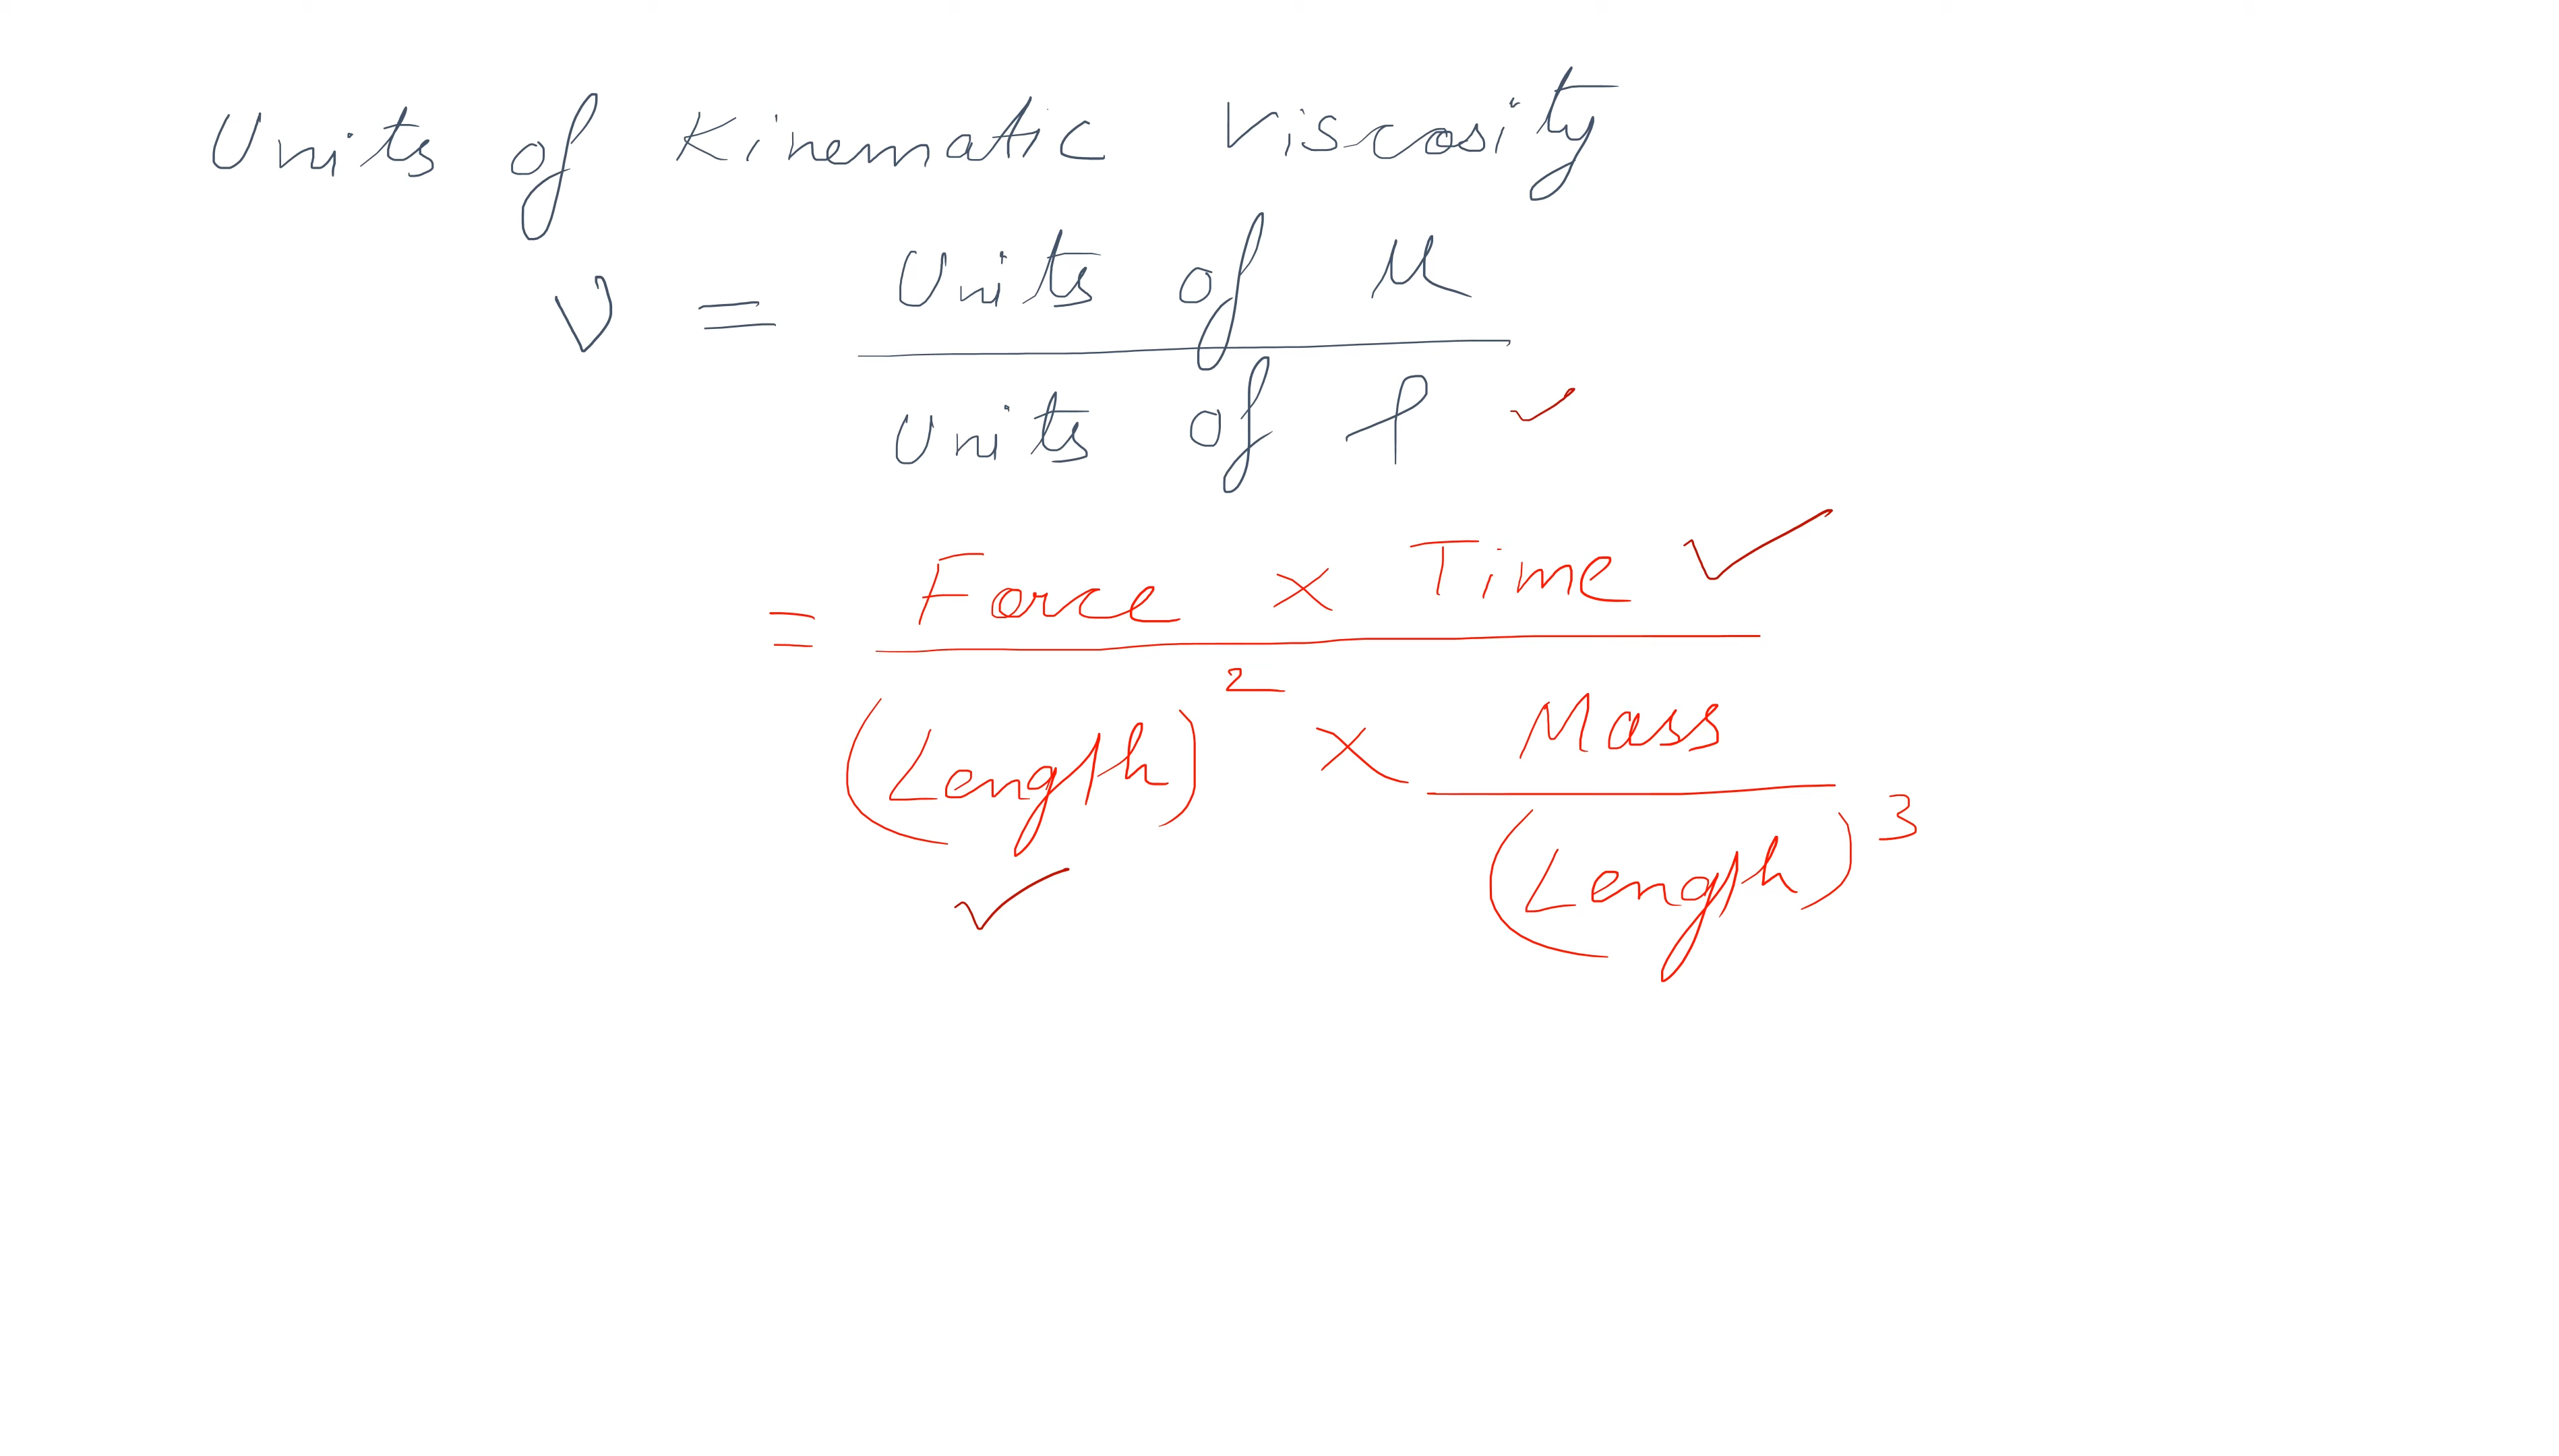 Units of Kinematic Viscosity
ν = Units of μ
Units of ρ ✓
= Force × Time ✓
(Length)² × Mass
(Length)³
✓